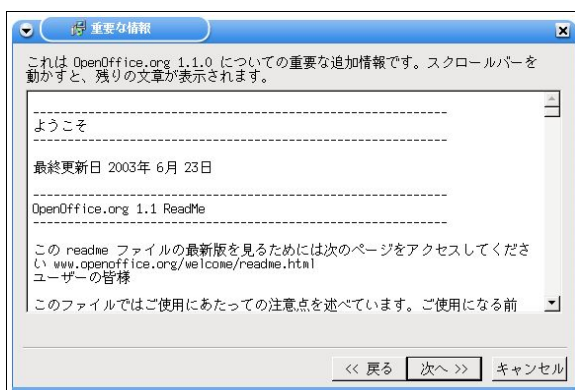 重要な情報
これは OpenOffice.org 1.1.0 についての重要な追加情報です。スクロールバーを
動かすと、残りの文章が表示されます。
------------------------------------------------------------
ようこそ
------------------------------------------------------------
最終更新日 2003年 6月 23日
------------------------------------------------------------
OpenOffice.org 1.1 ReadMe
------------------------------------------------------------
この readme ファイルの最新版を見るためには次のページをアクセスしてくださ
い www.openoffice.org/welcome/readme.html
ユーザーの皆様
このファイルではご使用にあたっての注意点を述べています。ご使用になる前
<< 戻る 次へ >> キャンセル